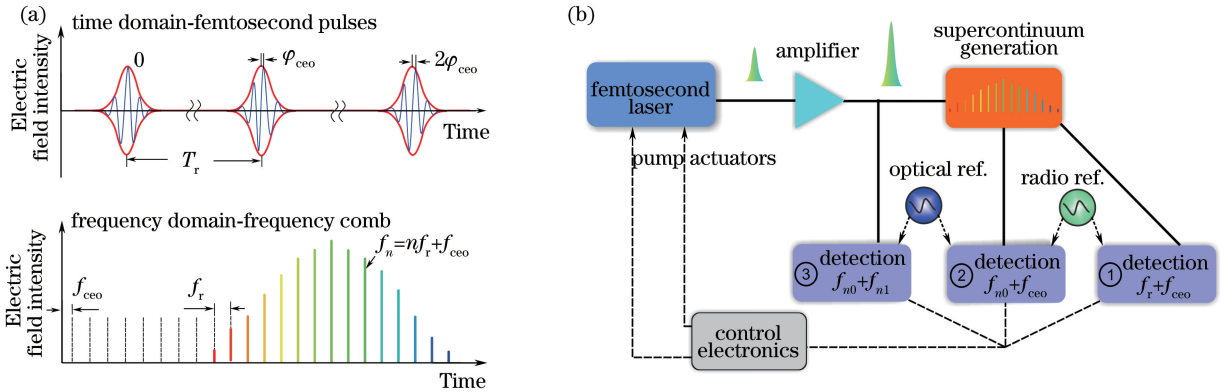 (a)
time domain-femtosecond pulses
Electric
field intensity
0
φceo
2φceo
Tr
Time
frequency domain-frequency comb
Electric
field intensity
fceo
fr
fn=nfr+fceo
Time
(b)
femtosecond
laser
amplifier
supercontinuum
generation
pump actuators
optical ref.
radio ref.
3 detection
fn0+fn1
2 detection
fn0+fceo
1 detection
fr+fceo
control
electronics